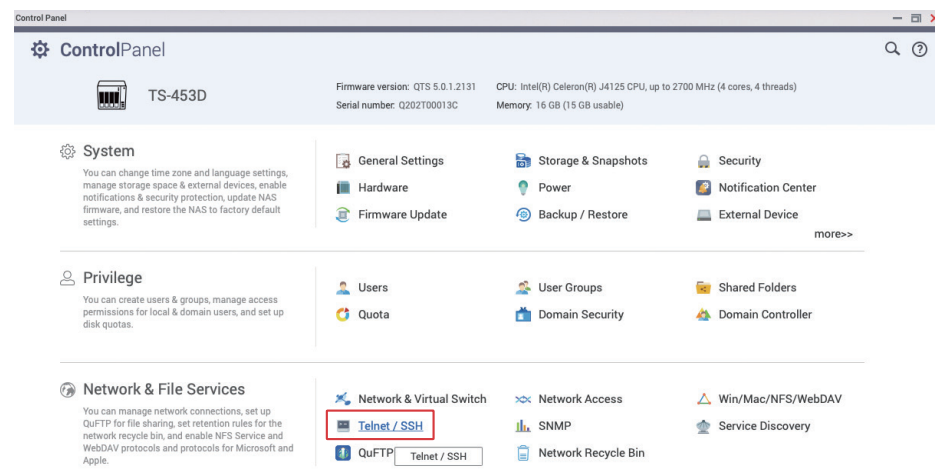 Control Panel
ControlPanel
TS-453D
Firmware version: QTS 5.0.1.2131
CPU: Intel(R) Celeron(R) J4125 CPU, up to 2700 MHz (4 cores, 4 threads)
Serial number: Q202T00013C
Memory: 16 GB (15 GB usable)
System
You can change time zone and language settings,
manage storage space & external devices, enable
notifications & security protection, update NAS
firmware, and restore the NAS to factory default
settings.
General Settings
Storage & Snapshots
Security
Hardware
Power
Notification Center
Firmware Update
Backup / Restore
External Device
more>>
Privilege
You can create users & groups, manage access
permissions for local & domain users, and set up
disk quotas.
Users
User Groups
Shared Folders
Quota
Domain Security
Domain Controller
Network & File Services
You can manage network connections, set up
QuFTP for file sharing, set retention rules for the
network recycle bin, and enable NFS Service and
WebDAV protocols and protocols for Microsoft and
Apple.
Network & Virtual Switch
Network Access
Win/Mac/NFS/WebDAV
Telnet / SSH
SNMP
Service Discovery
QuFTP
Telnet / SSH
Network Recycle Bin